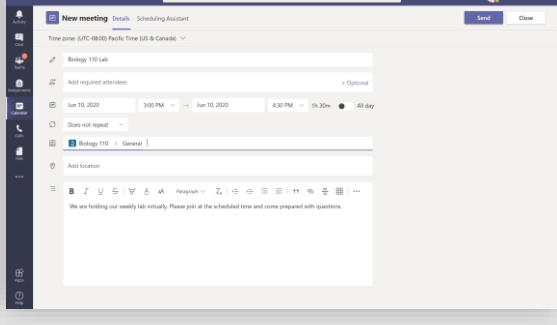 New meeting Details Scheduling Assistant Send Close
Time zone: (UTC-08:00) Pacific Time (US & Canada)
Biology 110 Lab
Add required attendees + Optional
Jun 10, 2020 3:00 PM → Jun 10, 2020 4:30 PM 1h 30m All day
Does not repeat
Biology 110 > General
Add location
B I U S A AA Paragraph
We are holding our weekly lab virtually. Please join at the scheduled time and come prepared with questions.
Activity
Chat
Teams
Assignments
Calendar
Calls
Files
Apps
Help